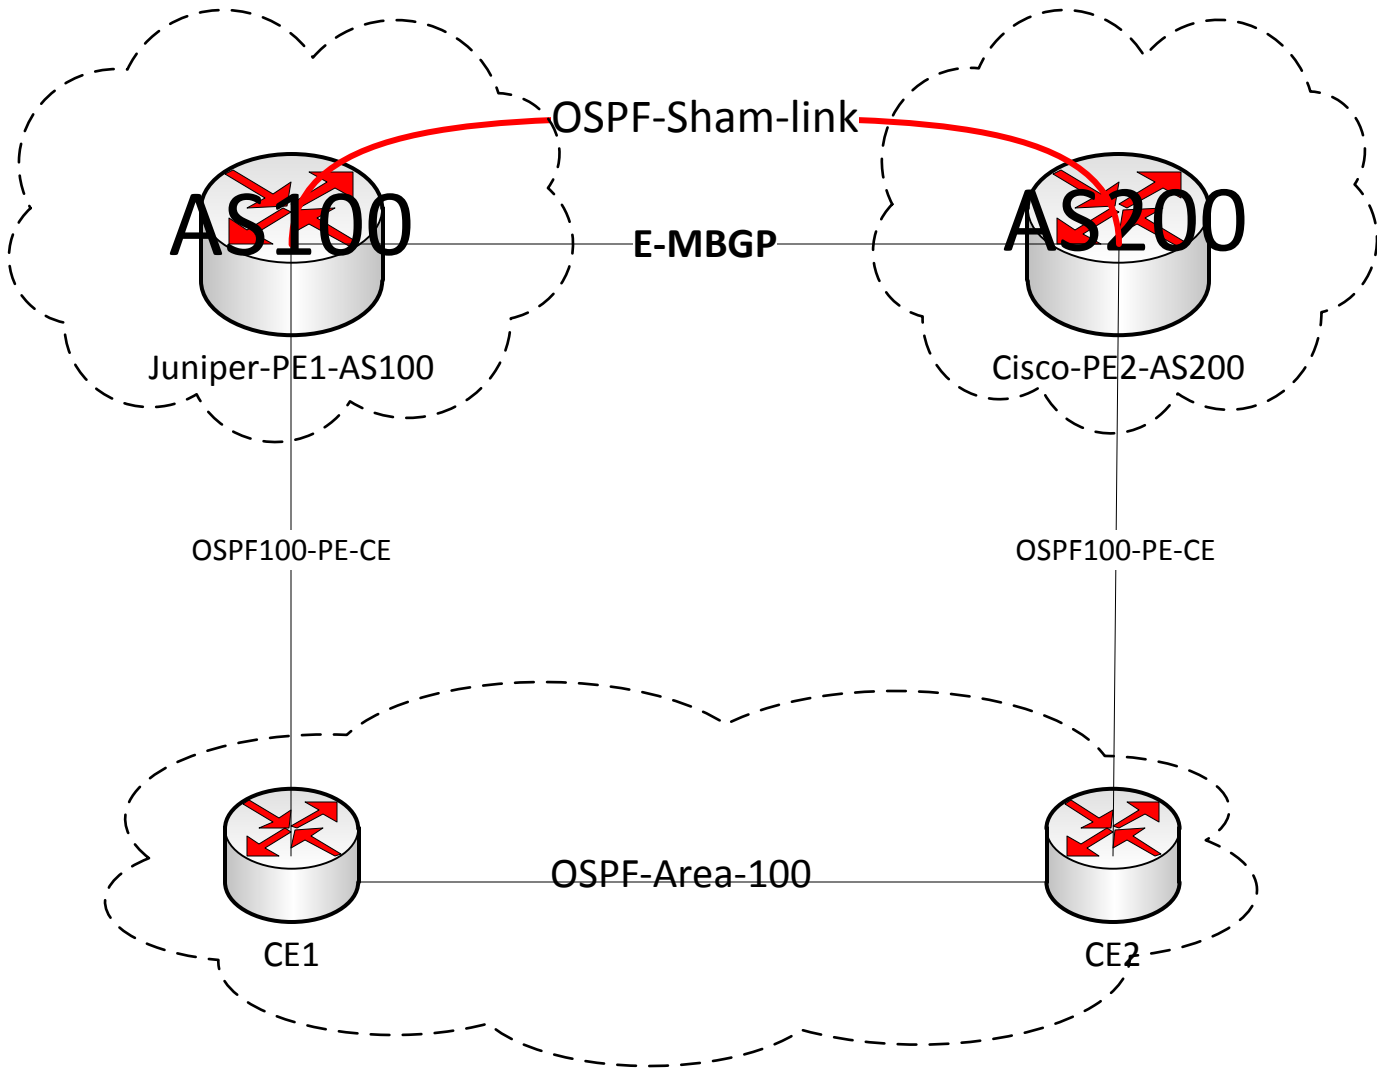 OSPF-Sham-link
AS100
AS200
E-MBGP
Juniper-PE1-AS100
Cisco-PE2-AS200
OSPF100-PE-CE
OSPF100-PE-CE
OSPF-Area-100
CE1
CE2